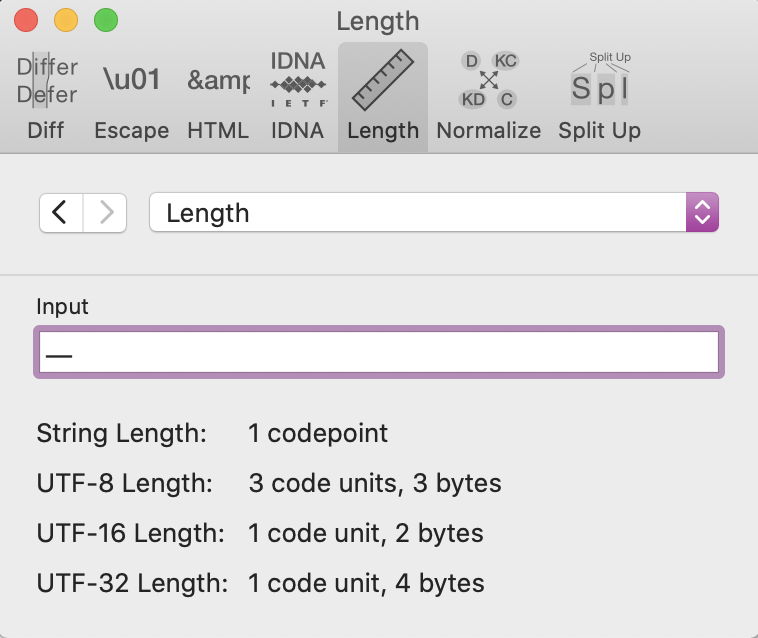 Length
Differ
Defer
\u01
&amp
IDNA
I E T F
D KC
KD C
Split Up
Spl
Diff Escape HTML IDNA Length Normalize Split Up
Length
Input
—
String Length: 1 codepoint
UTF-8 Length: 3 code units, 3 bytes
UTF-16 Length: 1 code unit, 2 bytes
UTF-32 Length: 1 code unit, 4 bytes